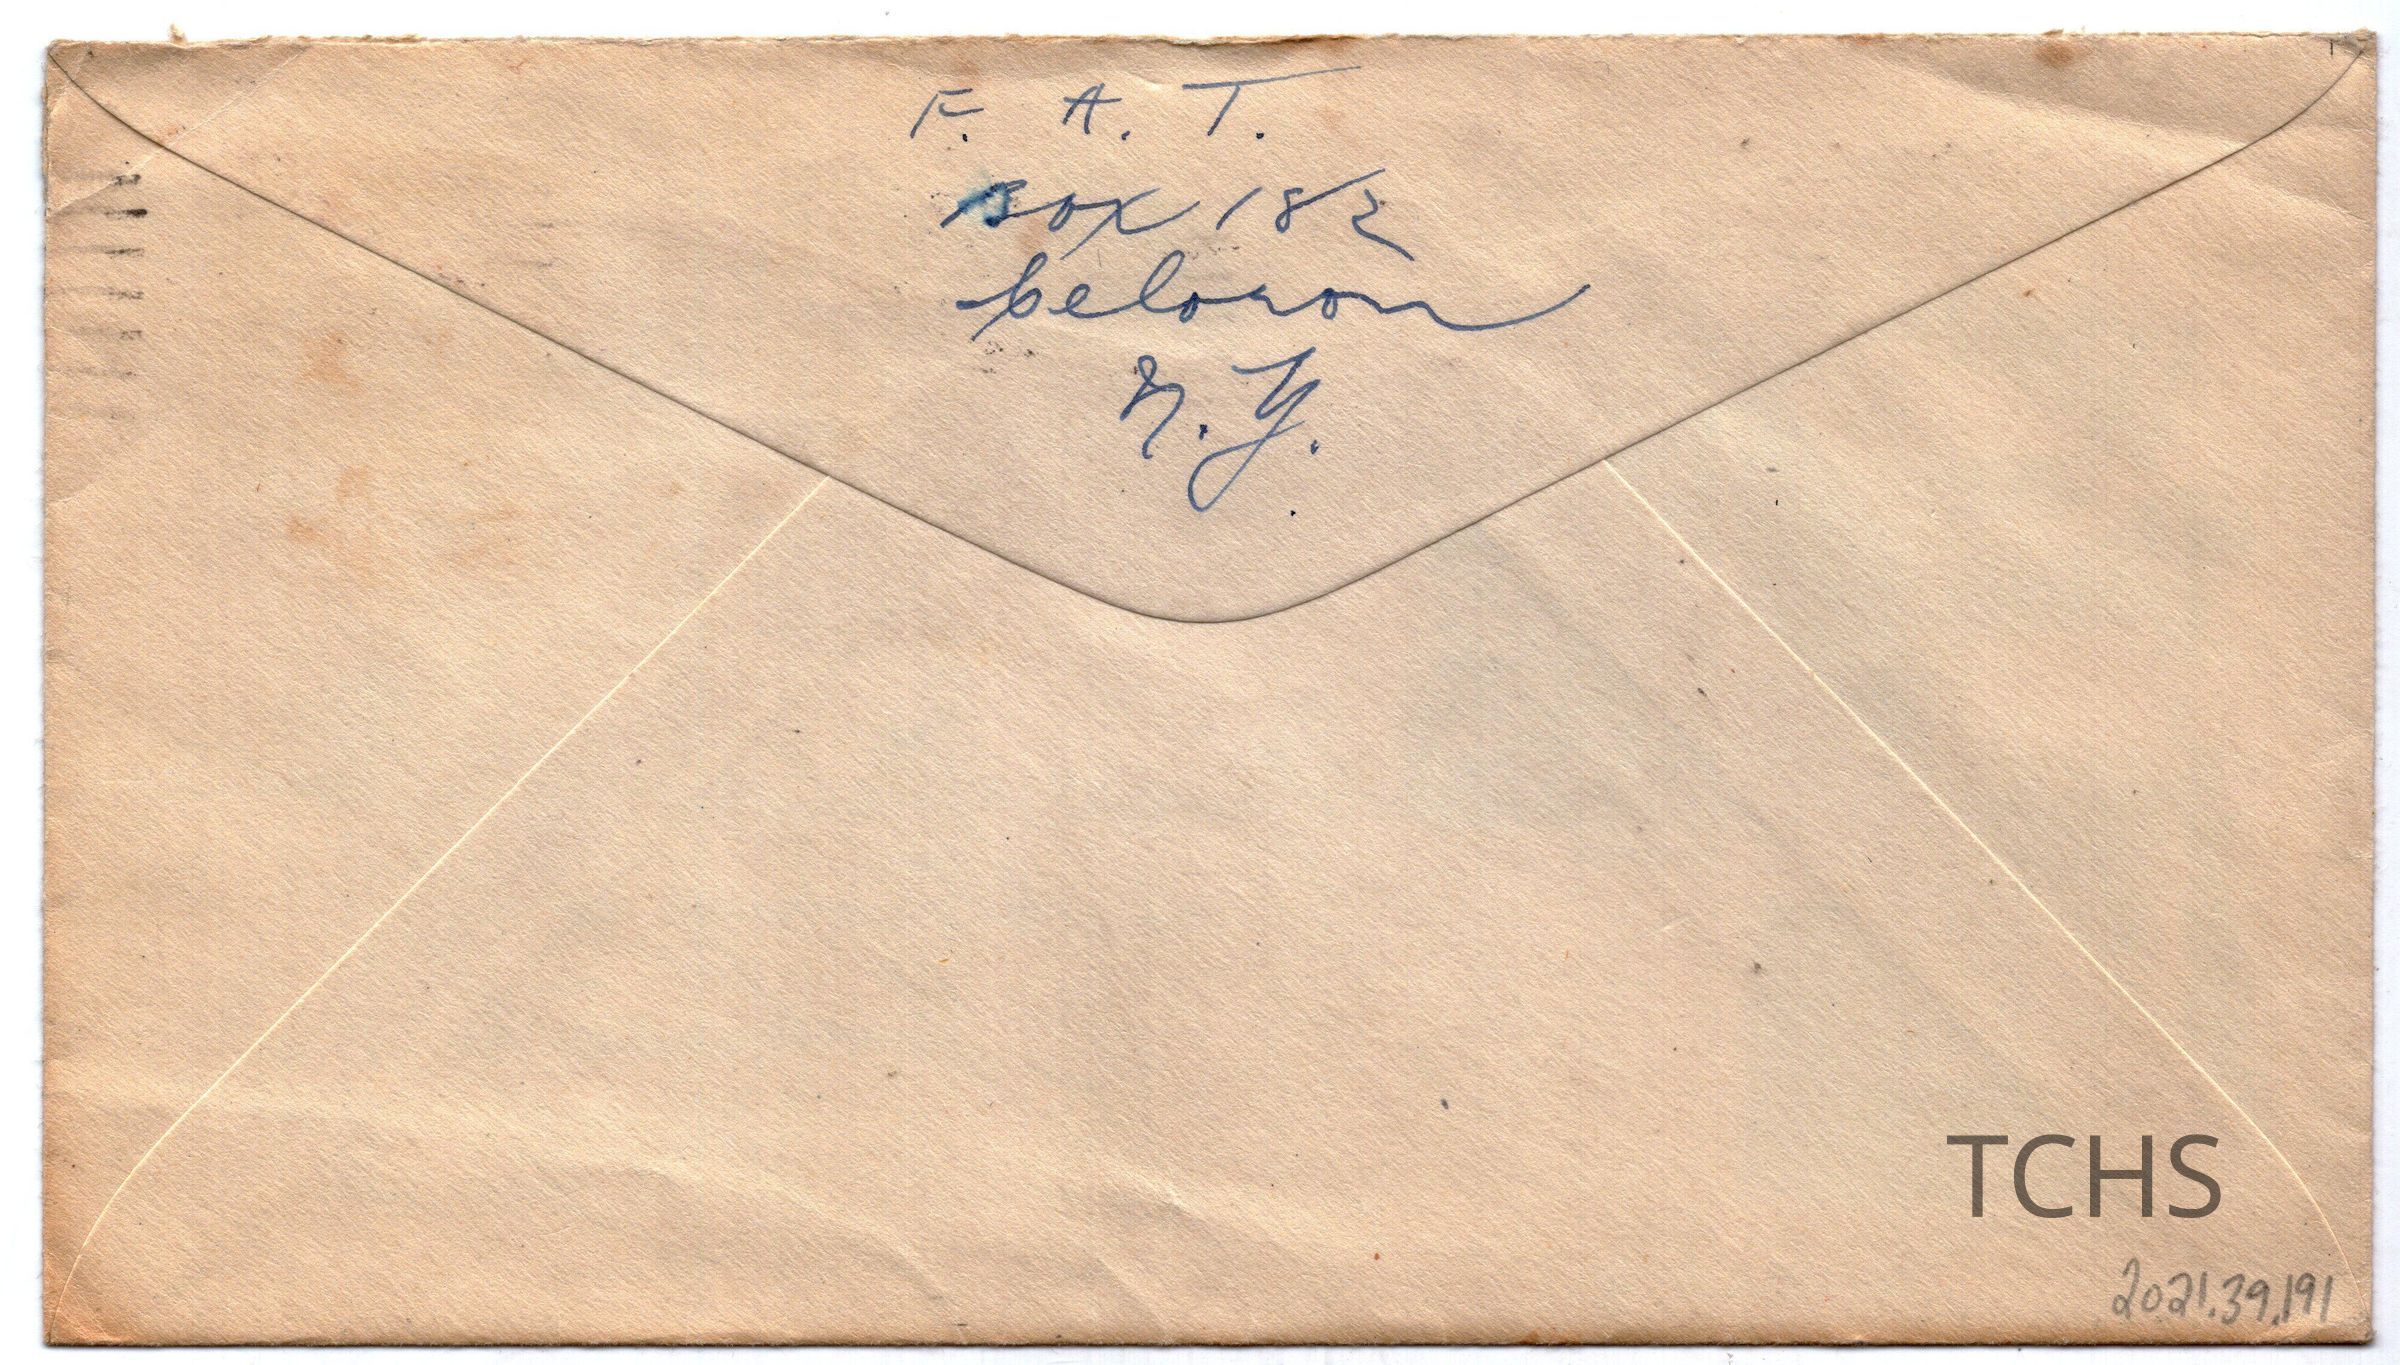 F. A. T.
Box 182
Celoron
N. Y.
TCHS
2021.39.191